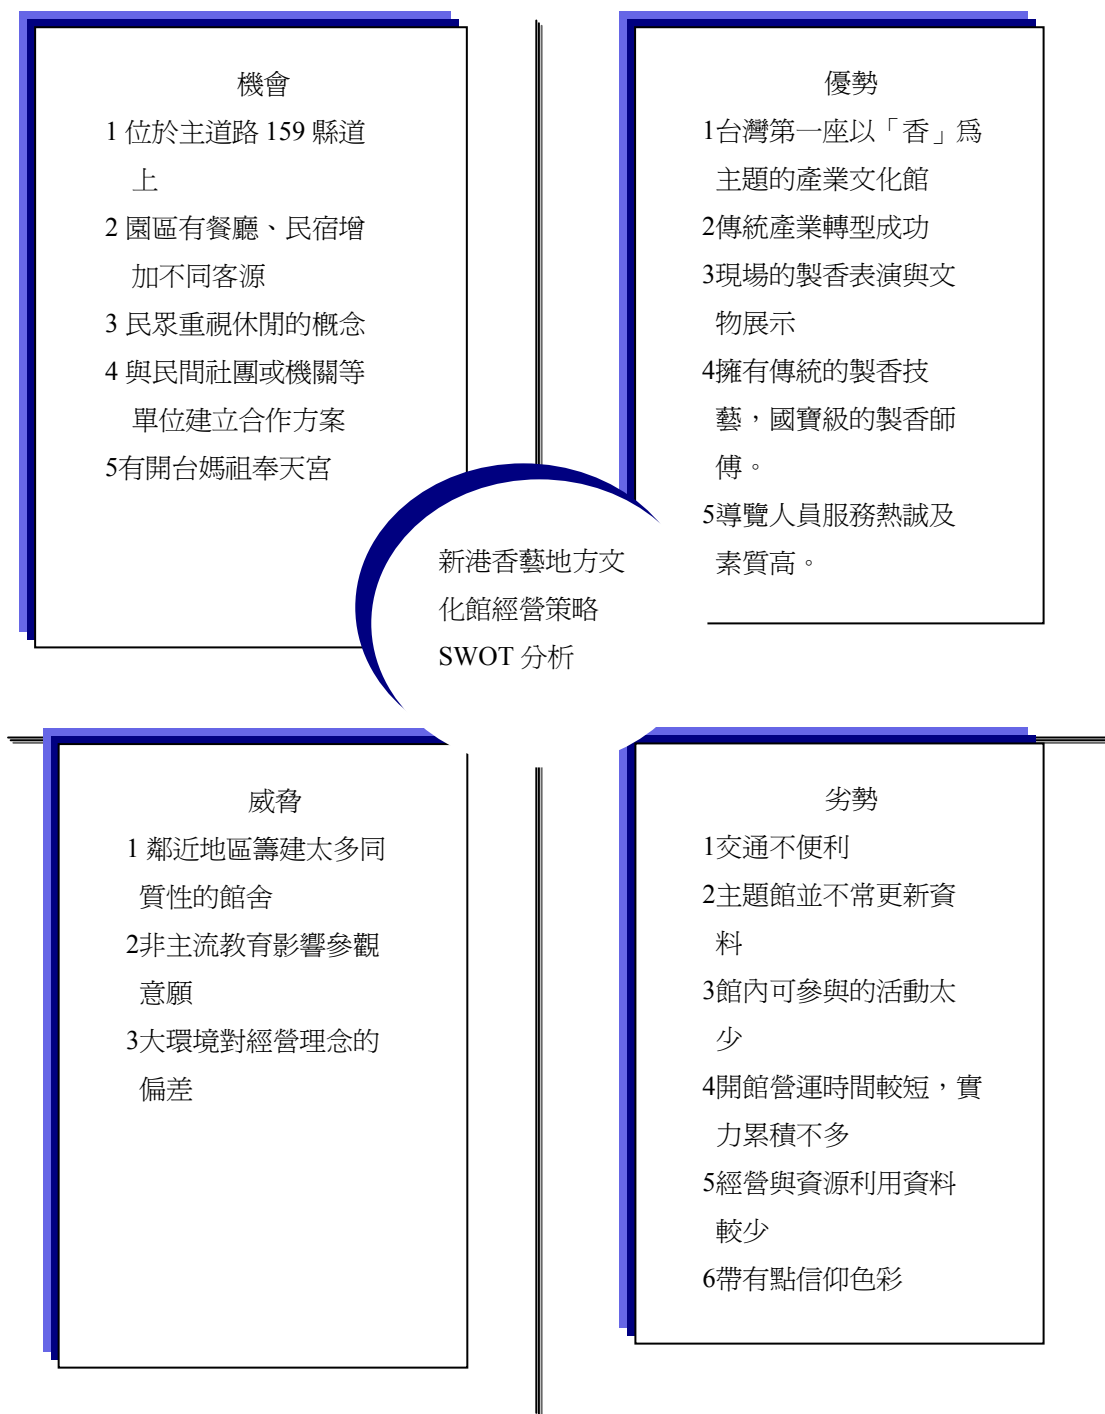 機會
1 位於主道路 159 縣道
上
2 園區有餐廳、民宿增
加不同客源
3 民眾重視休閒的概念
4 與民間社團或機關等
單位建立合作方案
5有開台媽祖奉天宮
優勢
1台灣第一座以「香」為
主題的產業文化館
2傳統產業轉型成功
3現場的製香表演與文
物展示
4擁有傳統的製香技
藝，國寶級的製香師
傅。
5導覽人員服務熱誠及
素質高。
新港香藝地方文
化館經營策略
SWOT 分析
威脅
1 鄰近地區籌建太多同
質性的館舍
2非主流教育影響參觀
意願
3大環境對經營理念的
偏差
劣勢
1交通不便利
2主題館並不常更新資
料
3館內可參與的活動太
少
4開館營運時間較短，實
力累積不多
5經營與資源利用資料
較少
6帶有點信仰色彩